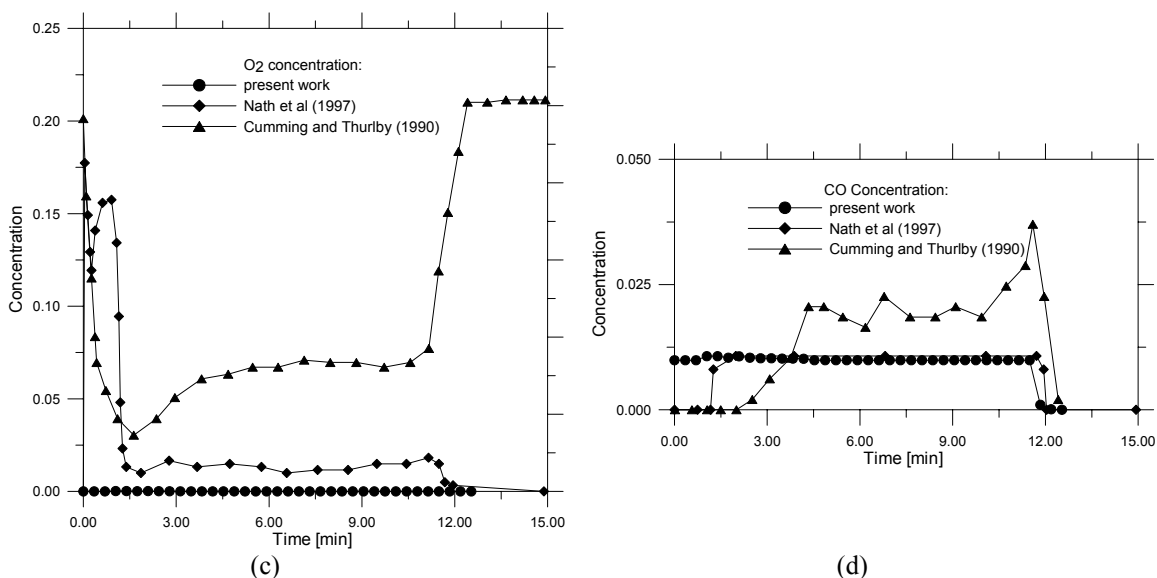 0.25
0.20
0.15
0.10
0.05
0.00
Concentration
O2 concentration:
present work
Nath et al (1997)
Cumming and Thurlby (1990)
0.00 3.00 6.00 9.00 12.00 15.00
Time [min]
(c)
0.050
0.025
0.000
Concentration
CO Concentration:
present work
Nath et al (1997)
Cumming and Thurlby (1990)
0.00 3.00 6.00 9.00 12.00 15.00
Time [min]
(d)